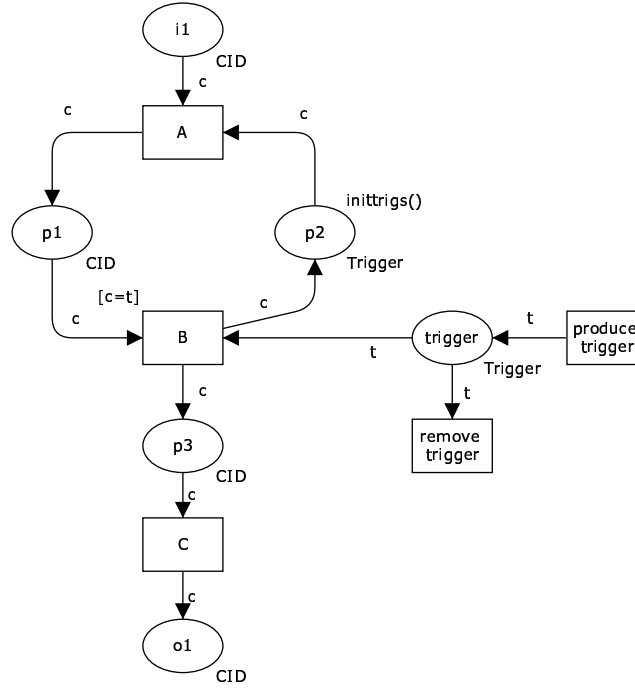 i1
CID
c
c
c
A
inittrigs()
p1
p2
CID
Trigger
[c=t]
c
c
B
t
trigger
t
produce
trigger
Trigger
c
t
p3
remove
trigger
CID
c
C
c
o1
CID